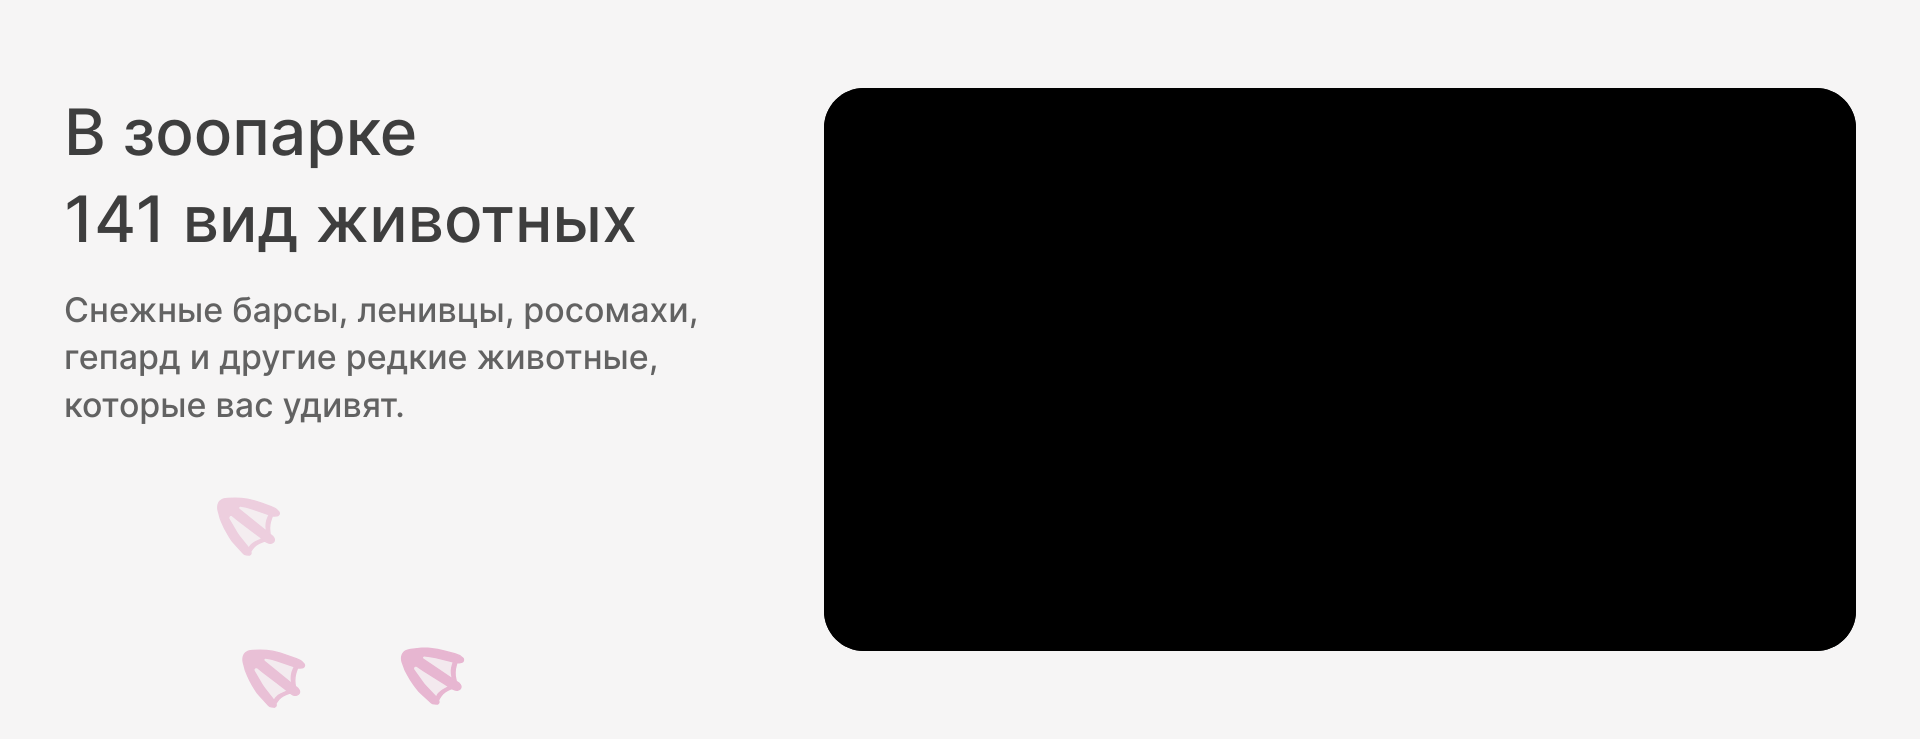 В зоопарке
141 вид животных
Снежные барсы, ленивцы, росомахи,
гепард и другие редкие животные,
которые вас удивят.